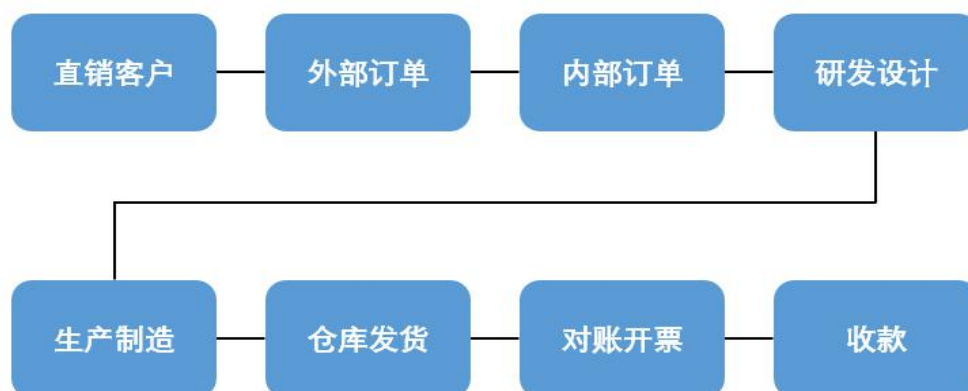 直销客户
外部订单
内部订单
研发设计
生产制造
仓库发货
对账开票
收款